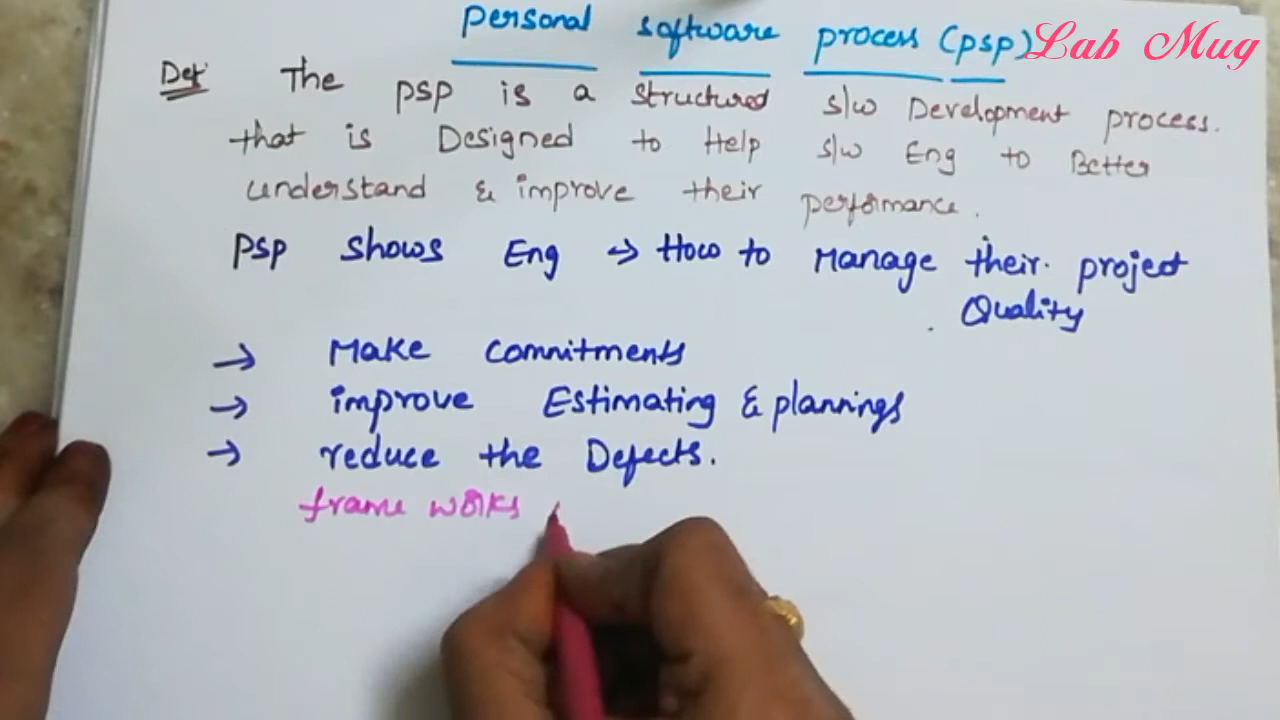 personal software process (psp)
Lab Mug
Def: The psp is a structured s/w Development process.
that is Designed to Help s/w Eng to Better
understand & improve their performance.
psp shows Eng → How to Manage their project
Quality
→ Make commitments
→ improve Estimating & plannings
→ reduce the Defects.
frame works